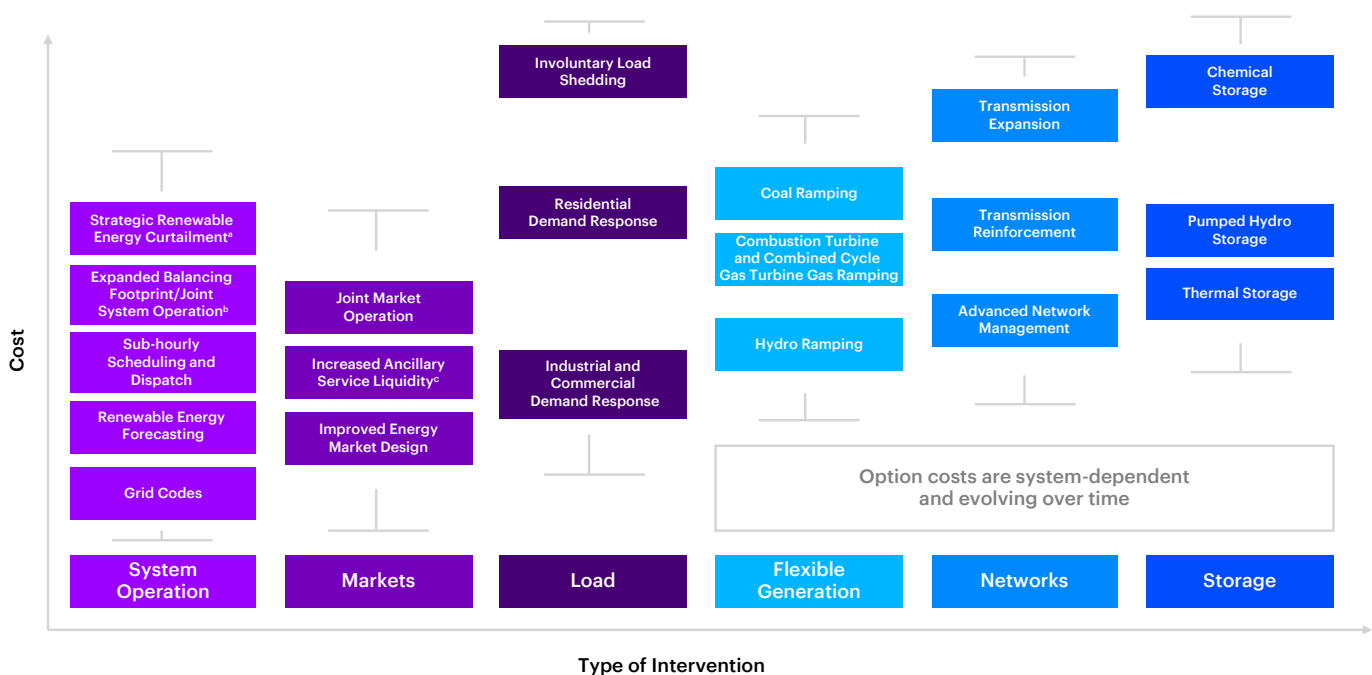 Cost
Strategic Renewable
Energy Curtailmentᵃ
Expanded Balancing
Footprint/Joint
System Operationᵇ
Sub-hourly
Scheduling and
Dispatch
Renewable Energy
Forecasting
Grid Codes
System
Operation
Joint Market
Operation
Increased Ancillary
Service Liquidityᶜ
Improved Energy
Market Design
Markets
Involuntary Load
Shedding
Residential
Demand Response
Industrial and
Commercial
Demand Response
Load
Coal Ramping
Combustion Turbine
and Combined Cycle
Gas Turbine Gas Ramping
Hydro Ramping
Flexible
Generation
Transmission
Expansion
Transmission
Reinforcement
Advanced Network
Management
Networks
Chemical
Storage
Pumped Hydro
Storage
Thermal Storage
Storage
Option costs are system-dependent
and evolving over time
Type of Intervention